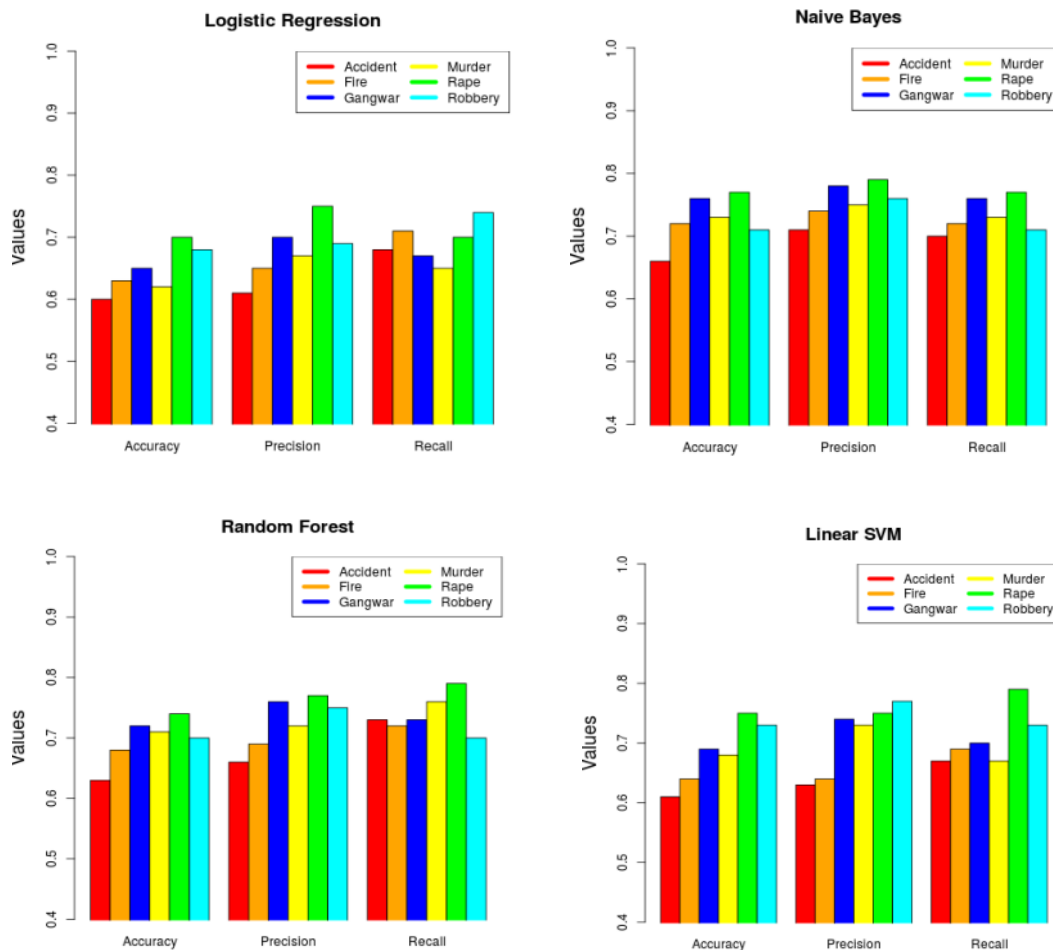 Logistic Regression
Accident Murder
Fire Rape
Gangwar Robbery
Values
1.0
0.9
0.8
0.7
0.6
0.5
0.4
Accuracy Precision Recall
Naive Bayes
Accident Murder
Fire Rape
Gangwar Robbery
Values
1.0
0.9
0.8
0.7
0.6
0.5
0.4
Accuracy Precision Recall
Random Forest
Accident Murder
Fire Rape
Gangwar Robbery
Values
1.0
0.9
0.8
0.7
0.6
0.5
0.4
Accuracy Precision Recall
Linear SVM
Accident Murder
Fire Rape
Gangwar Robbery
Values
1.0
0.9
0.8
0.7
0.6
0.5
0.4
Accuracy Precision Recall